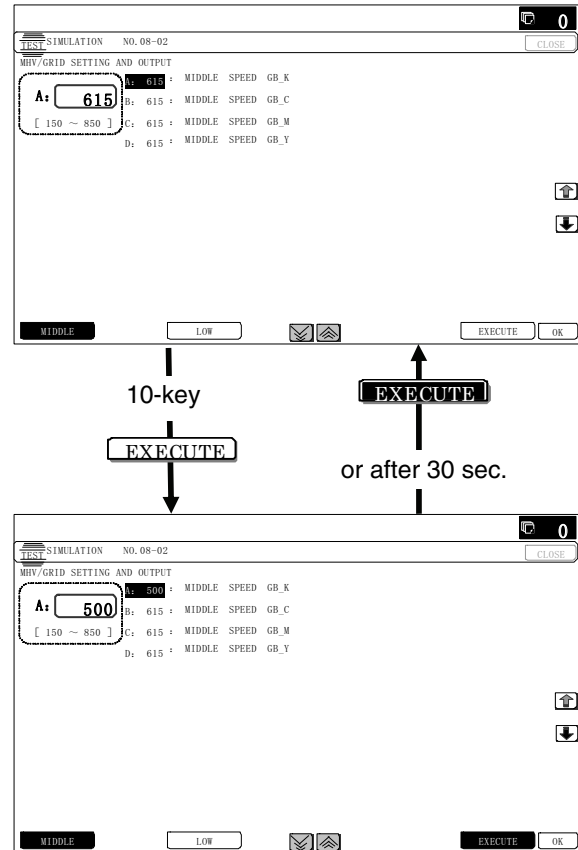 0
TEST SIMULATION NO.08-02 CLOSE
MHV/GRID SETTING AND OUTPUT
A: 615
[ 150 ~ 850 ]
A: 615 : MIDDLE SPEED GB_K
B: 615 : MIDDLE SPEED GB_C
C: 615 : MIDDLE SPEED GB_M
D: 615 : MIDDLE SPEED GB_Y
MIDDLE LOW EXECUTE OK
10-key
EXECUTE
EXECUTE
or after 30 sec.
0
TEST SIMULATION NO.08-02 CLOSE
MHV/GRID SETTING AND OUTPUT
A: 500
[ 150 ~ 850 ]
A: 500 : MIDDLE SPEED GB_K
B: 615 : MIDDLE SPEED GB_C
C: 615 : MIDDLE SPEED GB_M
D: 615 : MIDDLE SPEED GB_Y
MIDDLE LOW EXECUTE OK